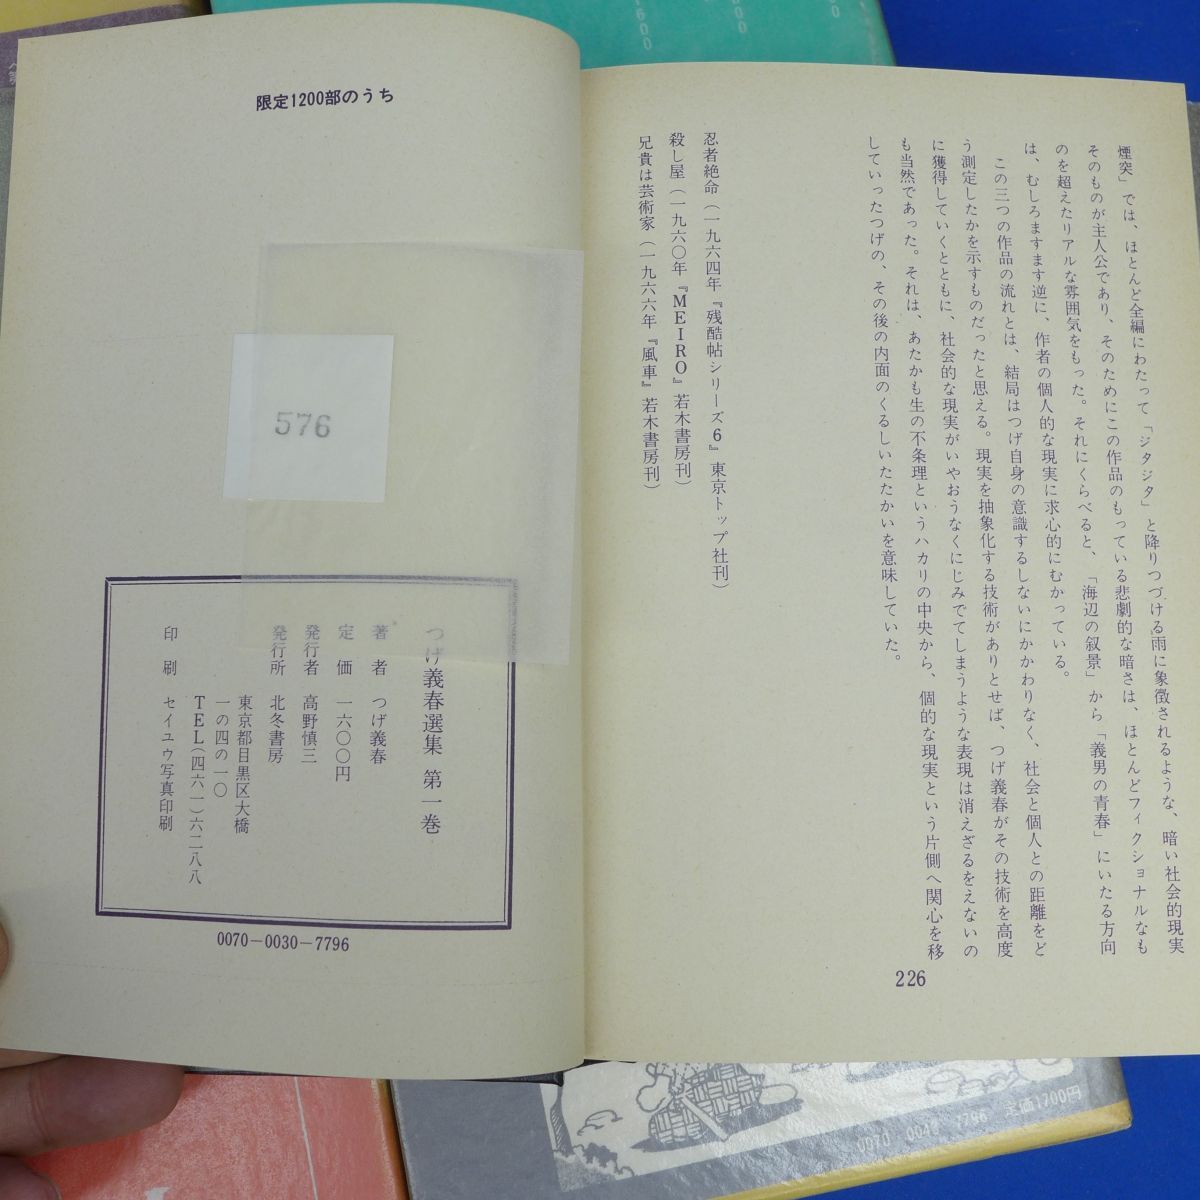 煙突」では、ほとんど全編にわたって「ジタジタ」と降りつづける雨に象徴されるような、暗い社会的現実
そのものが主人公であり、そのためにこの作品のもっている悲劇的な暗さは、ほとんどフィクショナルなも
のを超えたリアルな雰囲気をもった。それにくらべると、「海辺の叙景」から「義男の青春」にいたる方向
は、むしろますます逆に、作者の個人的な現実に求心的にむかっている。
この三つの作品の流れとは、結局はつげ自身の意識するしないにかかわりなく、社会と個人との距離をど
う測定したかを示すものだったと思える。現実を抽象化する技術がありとせば、つげ義春がその技術を高度
に獲得していくとともに、社会的な現実がいやおうなくにじみでてしまうような表現は消えざるをえないの
も当然であった。それは、あたかも生の不条理というハカリの中央から、個的な現実という片側へ関心を移
していったつげの、その後の内面のくるしいたたかいを意味していた。
忍者絶命(一九六四年『残酷帖シリーズ6』東京トップ社刊)
殺し屋(一九六〇年『MEIRO』若木書房刊)
兄貴は芸術家(一九六六年『風車』若木書房刊)
226
限定1200部のうち
576
つげ義春選集 第一巻
著者 つげ義春
定価 一六〇〇円
発行者 高野慎三
発行所 北冬書房
東京都目黒区大橋
一の四の一〇
TEL(四六一)六二八八
印刷 セイユウ写真印刷
0070-0030-7796
0070 0040 7796 定価1700円